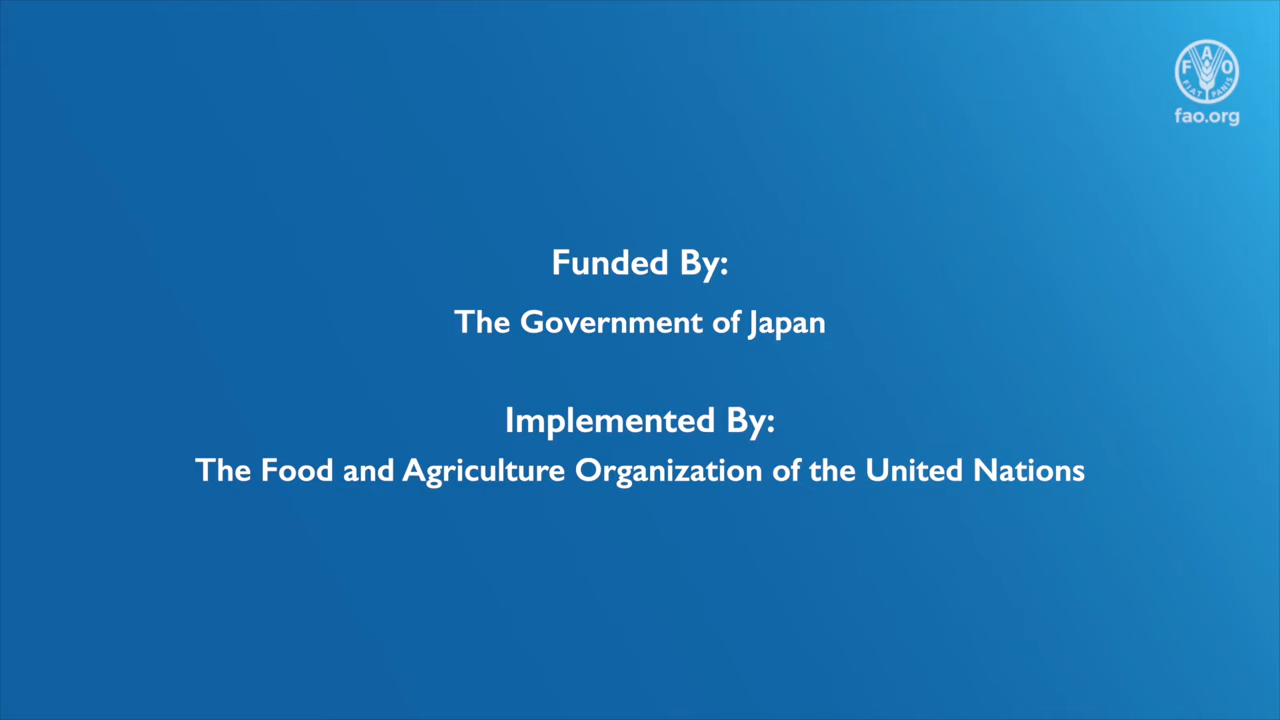 F A O
FIAT PANIS
fao.org
Funded By:
The Government of Japan
Implemented By:
The Food and Agriculture Organization of the United Nations